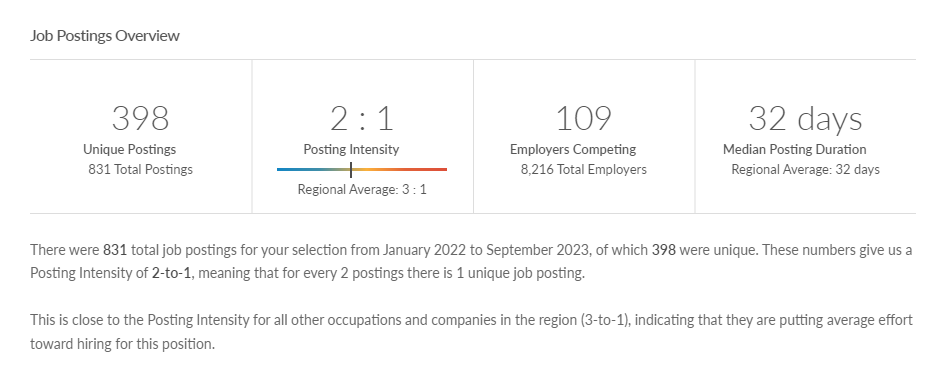 Job Postings Overview
398
Unique Postings
831 Total Postings
2 : 1
Posting Intensity
Regional Average: 3 : 1
109
Employers Competing
8,216 Total Employers
32 days
Median Posting Duration
Regional Average: 32 days
There were 831 total job postings for your selection from January 2022 to September 2023, of which 398 were unique. These numbers give us a
Posting Intensity of 2-to-1, meaning that for every 2 postings there is 1 unique job posting.
This is close to the Posting Intensity for all other occupations and companies in the region (3-to-1), indicating that they are putting average effort
toward hiring for this position.